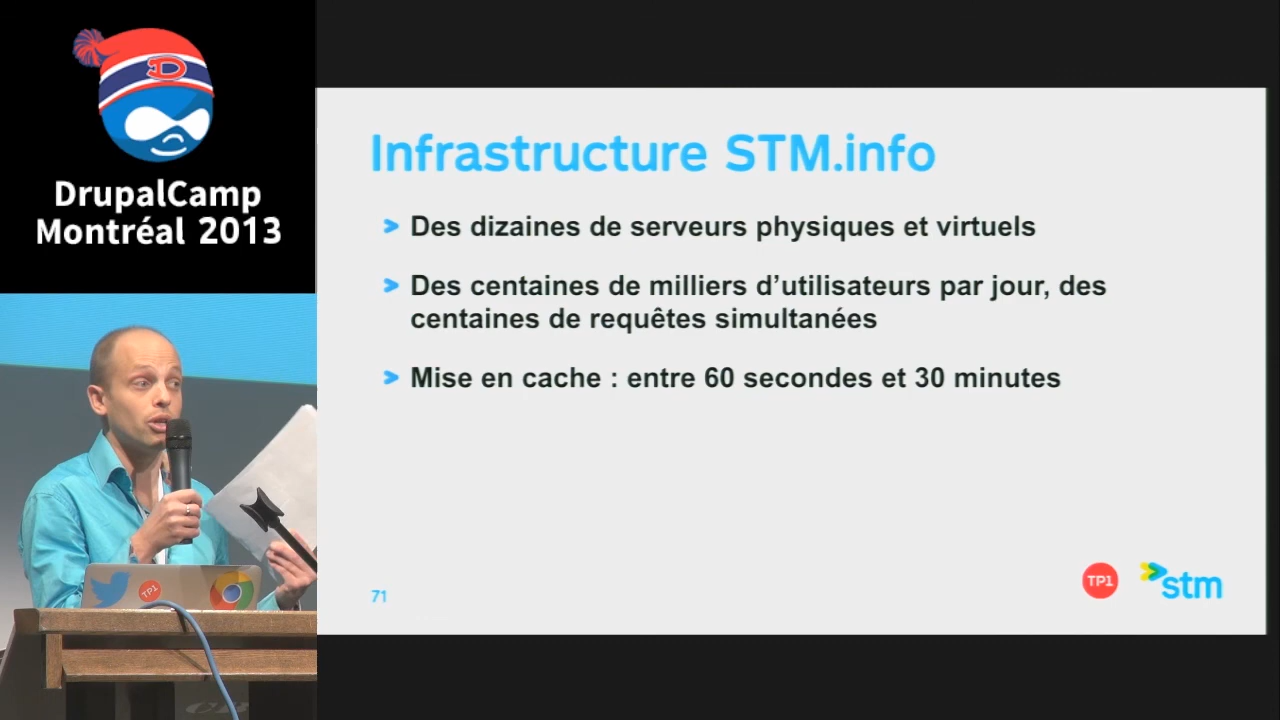 D
DrupalCamp
Montréal 2013
Infrastructure STM.info
Des dizaines de serveurs physiques et virtuels
Des centaines de milliers d’utilisateurs par jour, des
centaines de requêtes simultanées
Mise en cache : entre 60 secondes et 30 minutes
TP1
71
TP1
stm